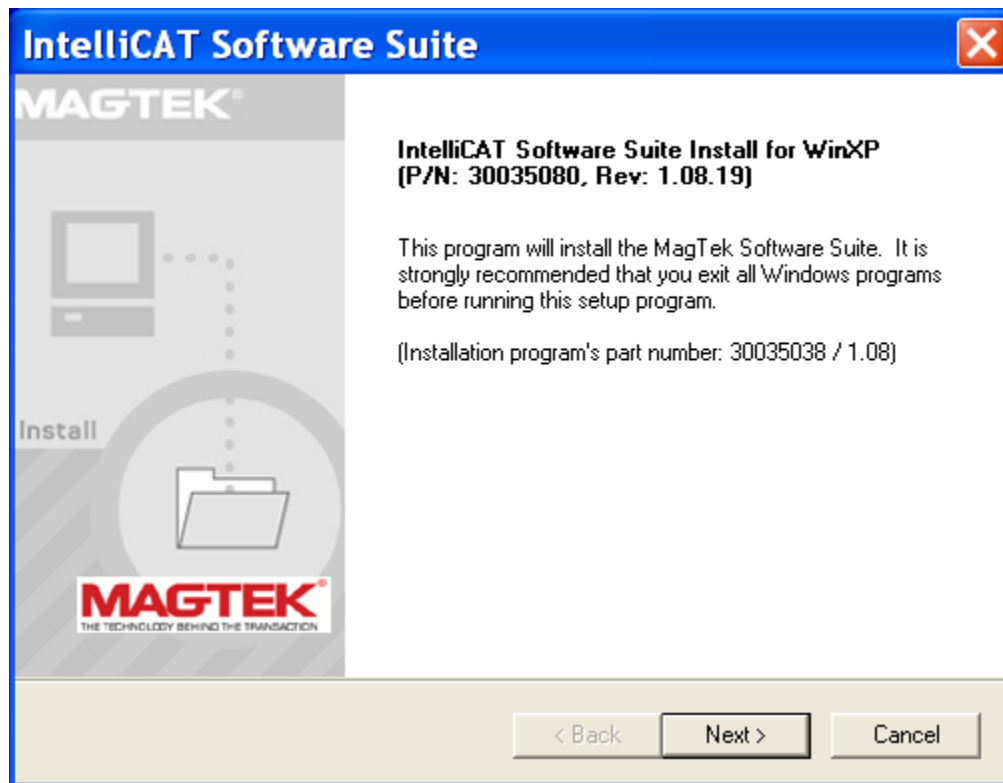 IntelliCAT Software Suite
MAGTEK®
IntelliCAT Software Suite Install for WinXP
(P/N: 30035080, Rev: 1.08.19)
This program will install the MagTek Software Suite. It is
strongly recommended that you exit all Windows programs
before running this setup program.
(Installation program's part number: 30035038 / 1.08)
Install
MAGTEK®
THE TECHNOLOGY BEHIND THE TRANSACTION
< Back
Next >
Cancel